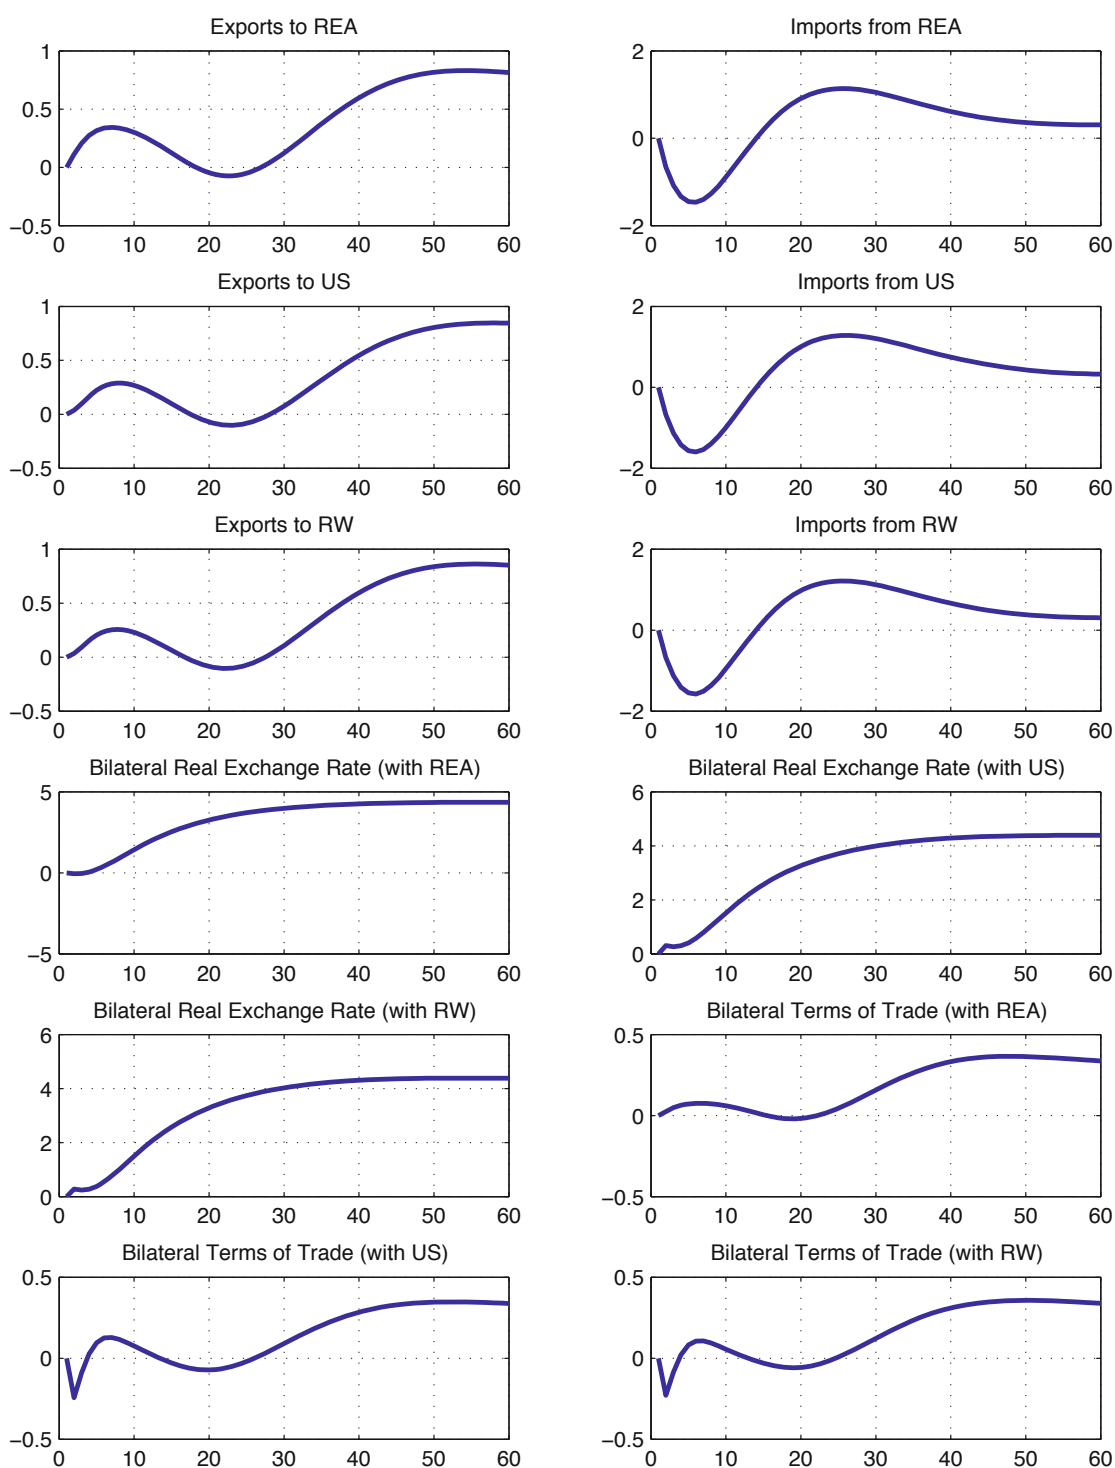 Exports to REA
1
0.5
0
−0.5
0 10 20 30 40 50 60
Imports from REA
2
0
−2
0 10 20 30 40 50 60
Exports to US
1
0.5
0
−0.5
0 10 20 30 40 50 60
Imports from US
2
0
−2
0 10 20 30 40 50 60
Exports to RW
1
0.5
0
−0.5
0 10 20 30 40 50 60
Imports from RW
2
0
−2
0 10 20 30 40 50 60
Bilateral Real Exchange Rate (with REA)
5
0
−5
0 10 20 30 40 50 60
Bilateral Real Exchange Rate (with US)
6
4
2
0
0 10 20 30 40 50 60
Bilateral Real Exchange Rate (with RW)
6
4
2
0
0 10 20 30 40 50 60
Bilateral Terms of Trade (with REA)
0.5
0
−0.5
0 10 20 30 40 50 60
Bilateral Terms of Trade (with US)
0.5
0
−0.5
0 10 20 30 40 50 60
Bilateral Terms of Trade (with RW)
0.5
0
−0.5
0 10 20 30 40 50 60